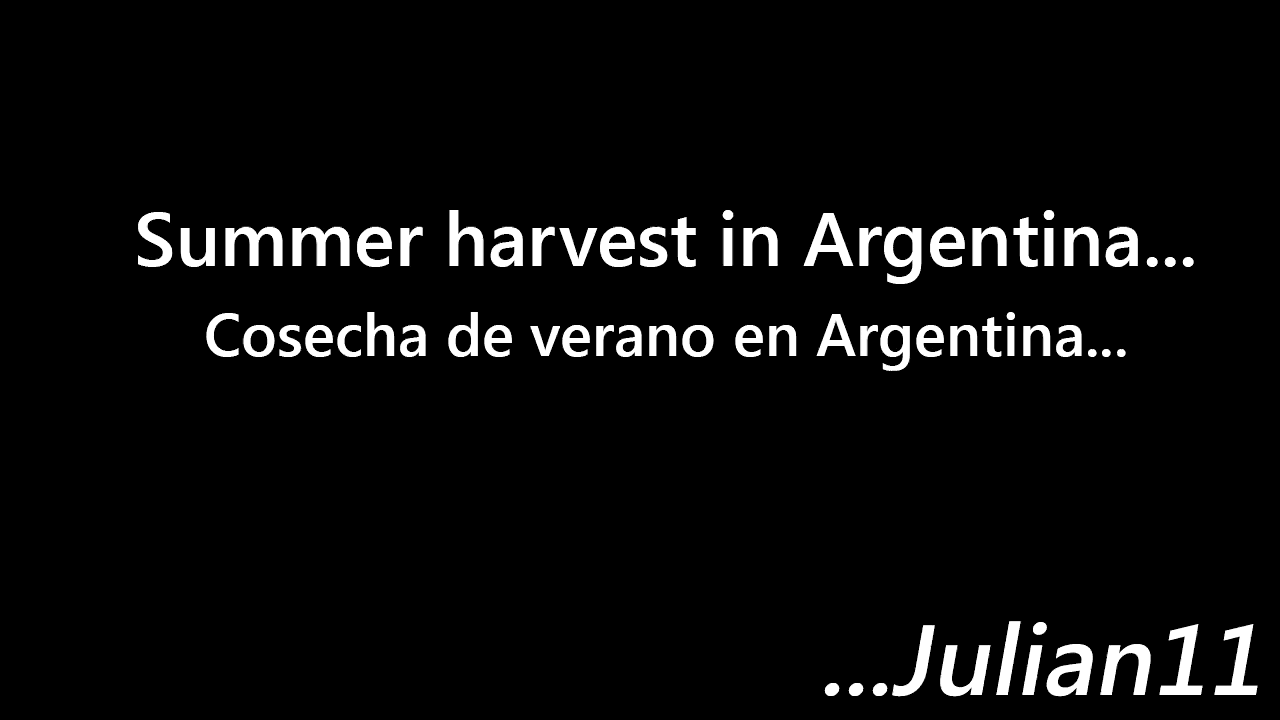 Summer harvest in Argentina...
Cosecha de verano en Argentina...
...Julian11